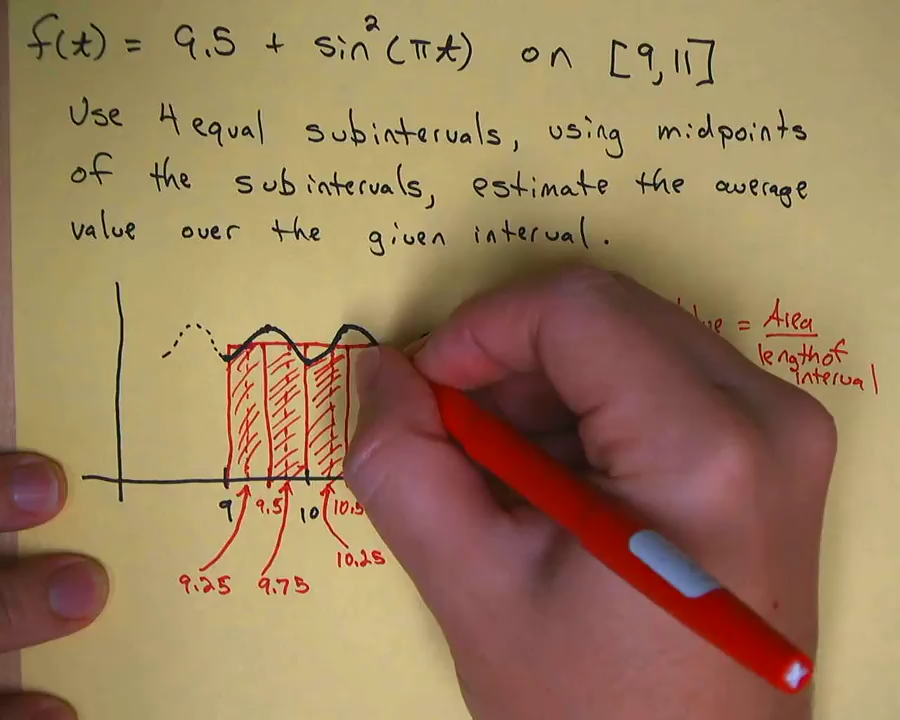 f(t) = 9.5 + sin²(πt) on [9,11]
Use 4 equal subintervals, using midpoints
of the subintervals, estimate the average
value over the given interval.
= Area
length of
interval
9 9.5 10 10.5
9.25 9.75 10.25